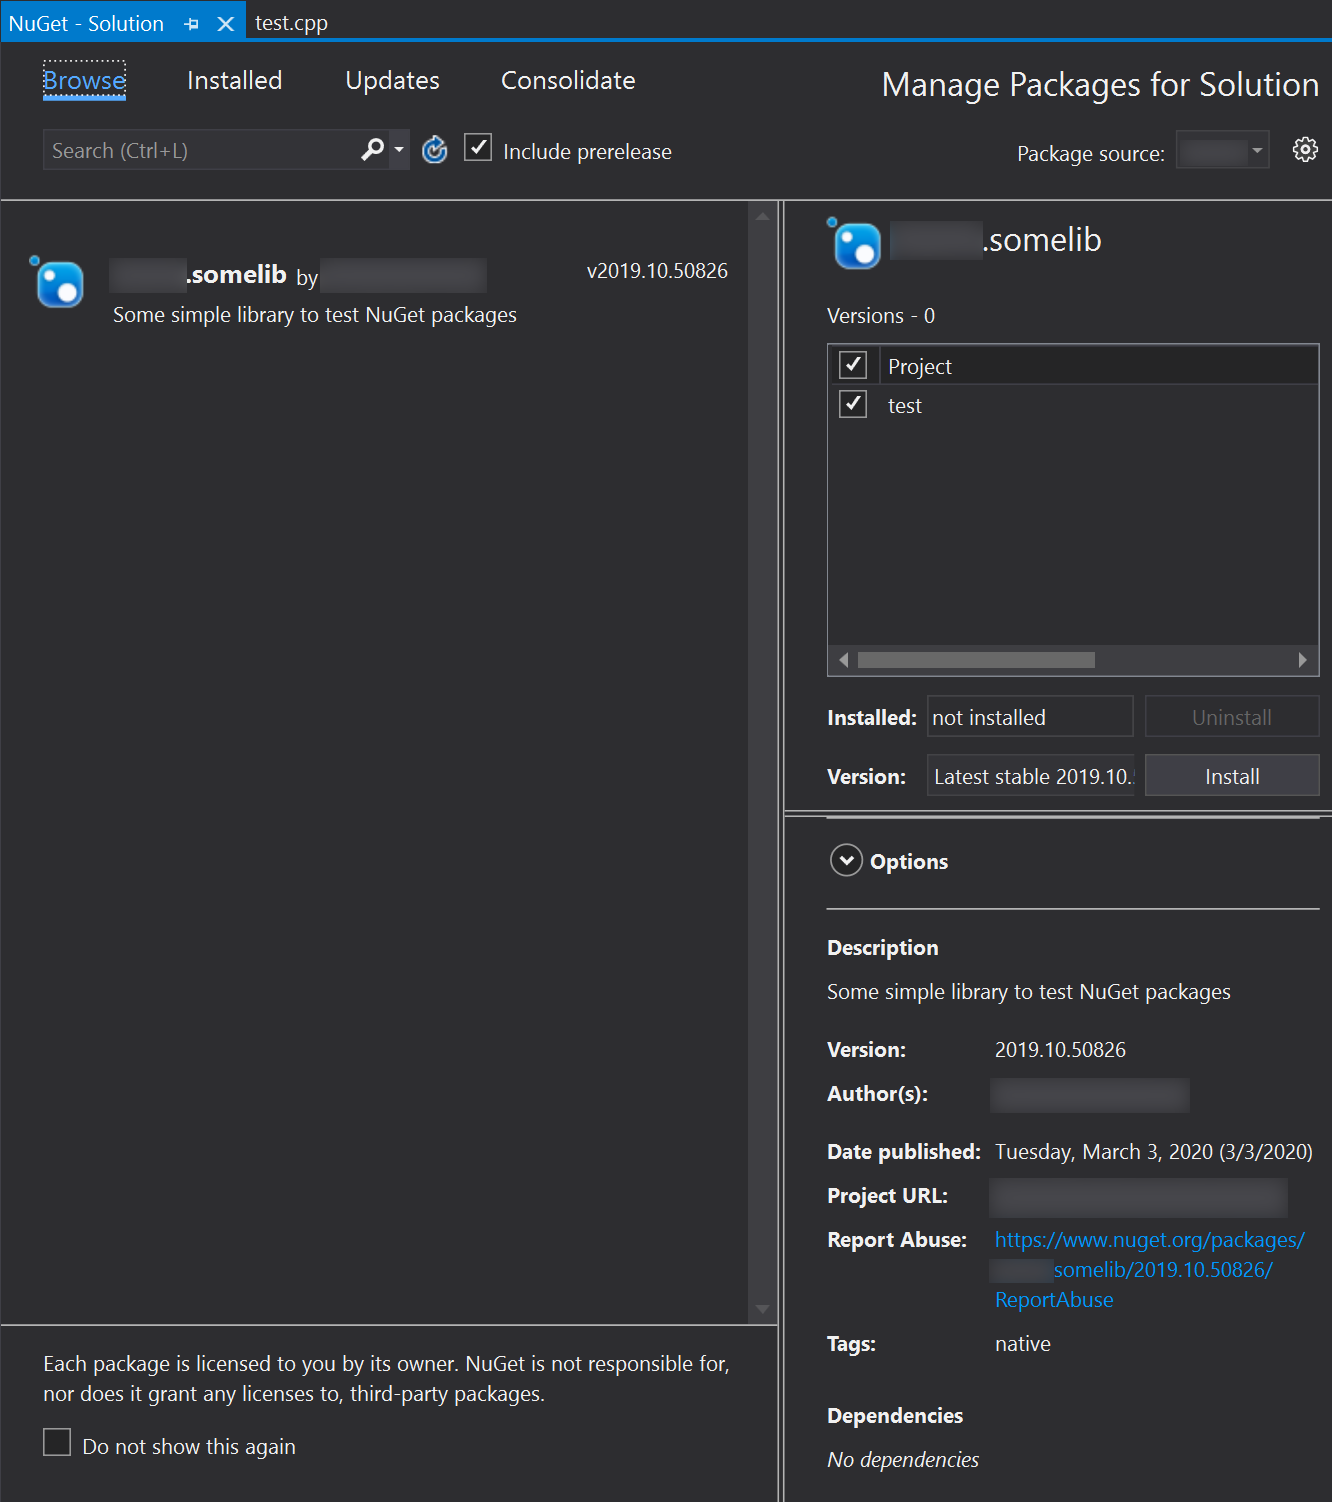 NuGet - Solution
test.cpp
Browse Installed Updates Consolidate
Manage Packages for Solution
Search (Ctrl+L)
Include prerelease
Package source:
.somelib by
v2019.10.50826
Some simple library to test NuGet packages
Each package is licensed to you by its owner. NuGet is not responsible for,
nor does it grant any licenses to, third-party packages.
Do not show this again
.somelib
Versions - 0
Project
test
Installed: not installed Uninstall
Version: Latest stable 2019.10. Install
Options
Description
Some simple library to test NuGet packages
Version: 2019.10.50826
Author(s):
Date published: Tuesday, March 3, 2020 (3/3/2020)
Project URL:
Report Abuse: https://www.nuget.org/packages/
somelib/2019.10.50826/
ReportAbuse
Tags: native
Dependencies
No dependencies